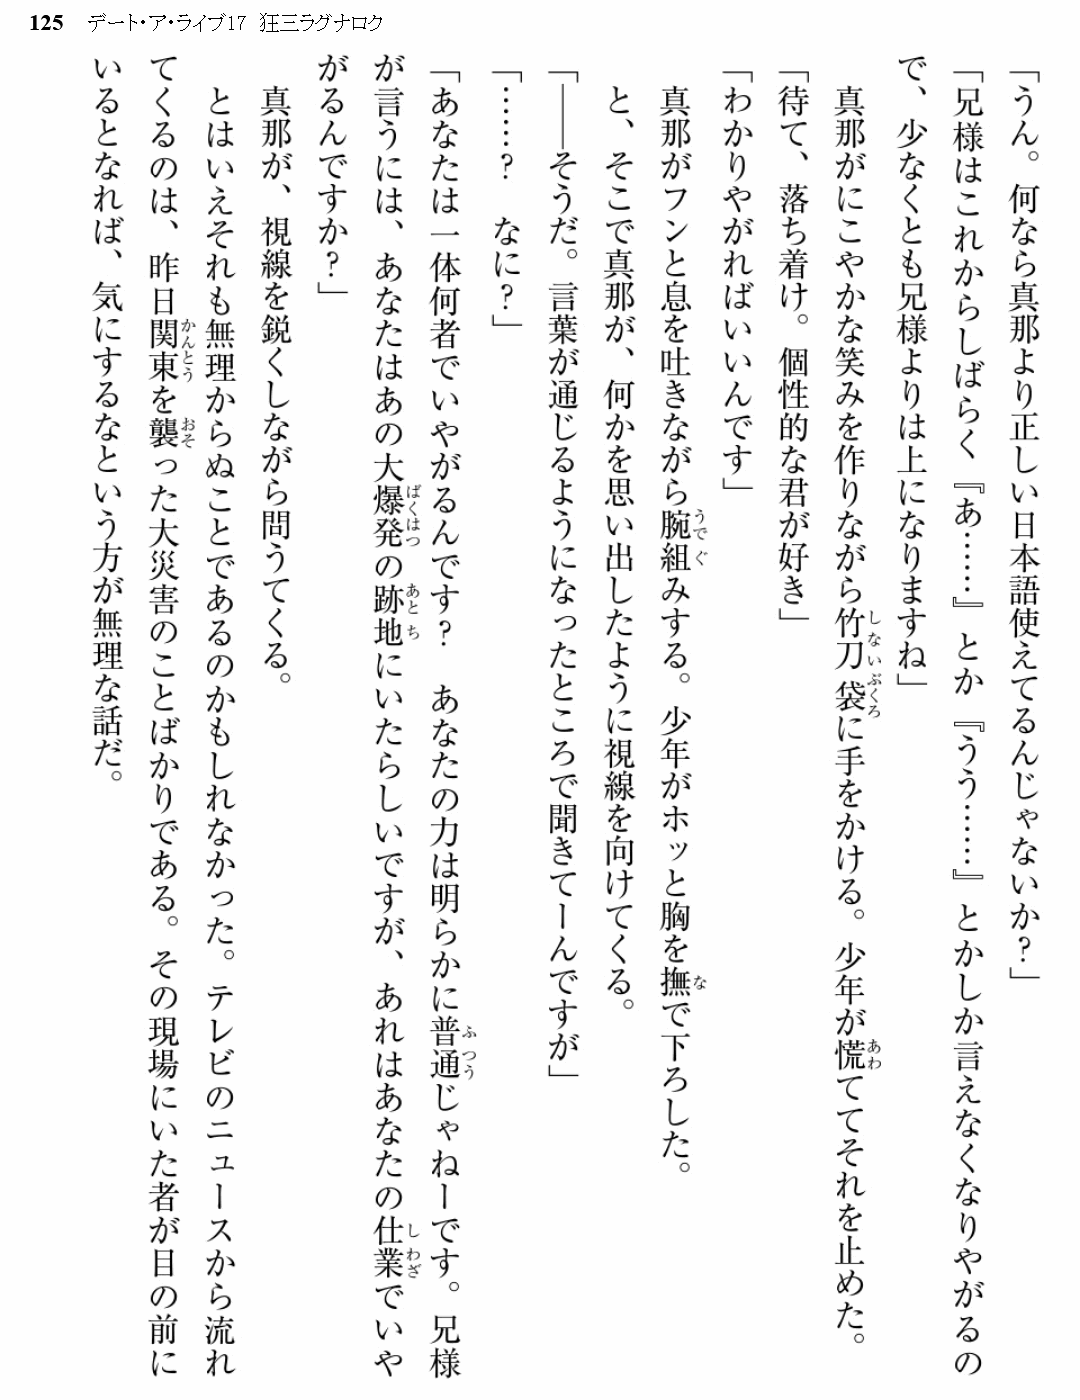 125 デート・ア・ライブ17 狂三ラグナロク
「うん。何なら真那より正しい日本語使えてるんじゃないか？」
「兄様はこれからしばらく『あ……』とか『うう……』とかしか言えなくなりやがるの
で、少なくとも兄様よりは上になりますね」
真那がにこやかな笑みを作りながら竹刀袋に手をかける。少年が慌ててそれを止めた。
「待て、落ち着け。個性的な君が好き」
「わかりやがればいいんです」
真那がフンと息を吐きながら腕組みする。少年がホッと胸を撫で下ろした。
と、そこで真那が、何かを思い出したように視線を向けてくる。
「――そうだ。言葉が通じるようになったところで聞きてーんですが」
「……？　なに？」
「あなたは一体何者でいやがるんです？　あなたの力は明らかに普通じゃねーです。兄様
が言うには、あなたはあの大爆発の跡地にいたらしいですが、あれはあなたの仕業でいや
がるんですか？」
真那が、視線を鋭くしながら問うてくる。
とはいえそれも無理からぬことであるのかもしれなかった。テレビのニュースから流れ
てくるのは、昨日関東を襲った大災害のことばかりである。その現場にいた者が目の前に
いるとなれば、気にするなという方が無理な話だ。